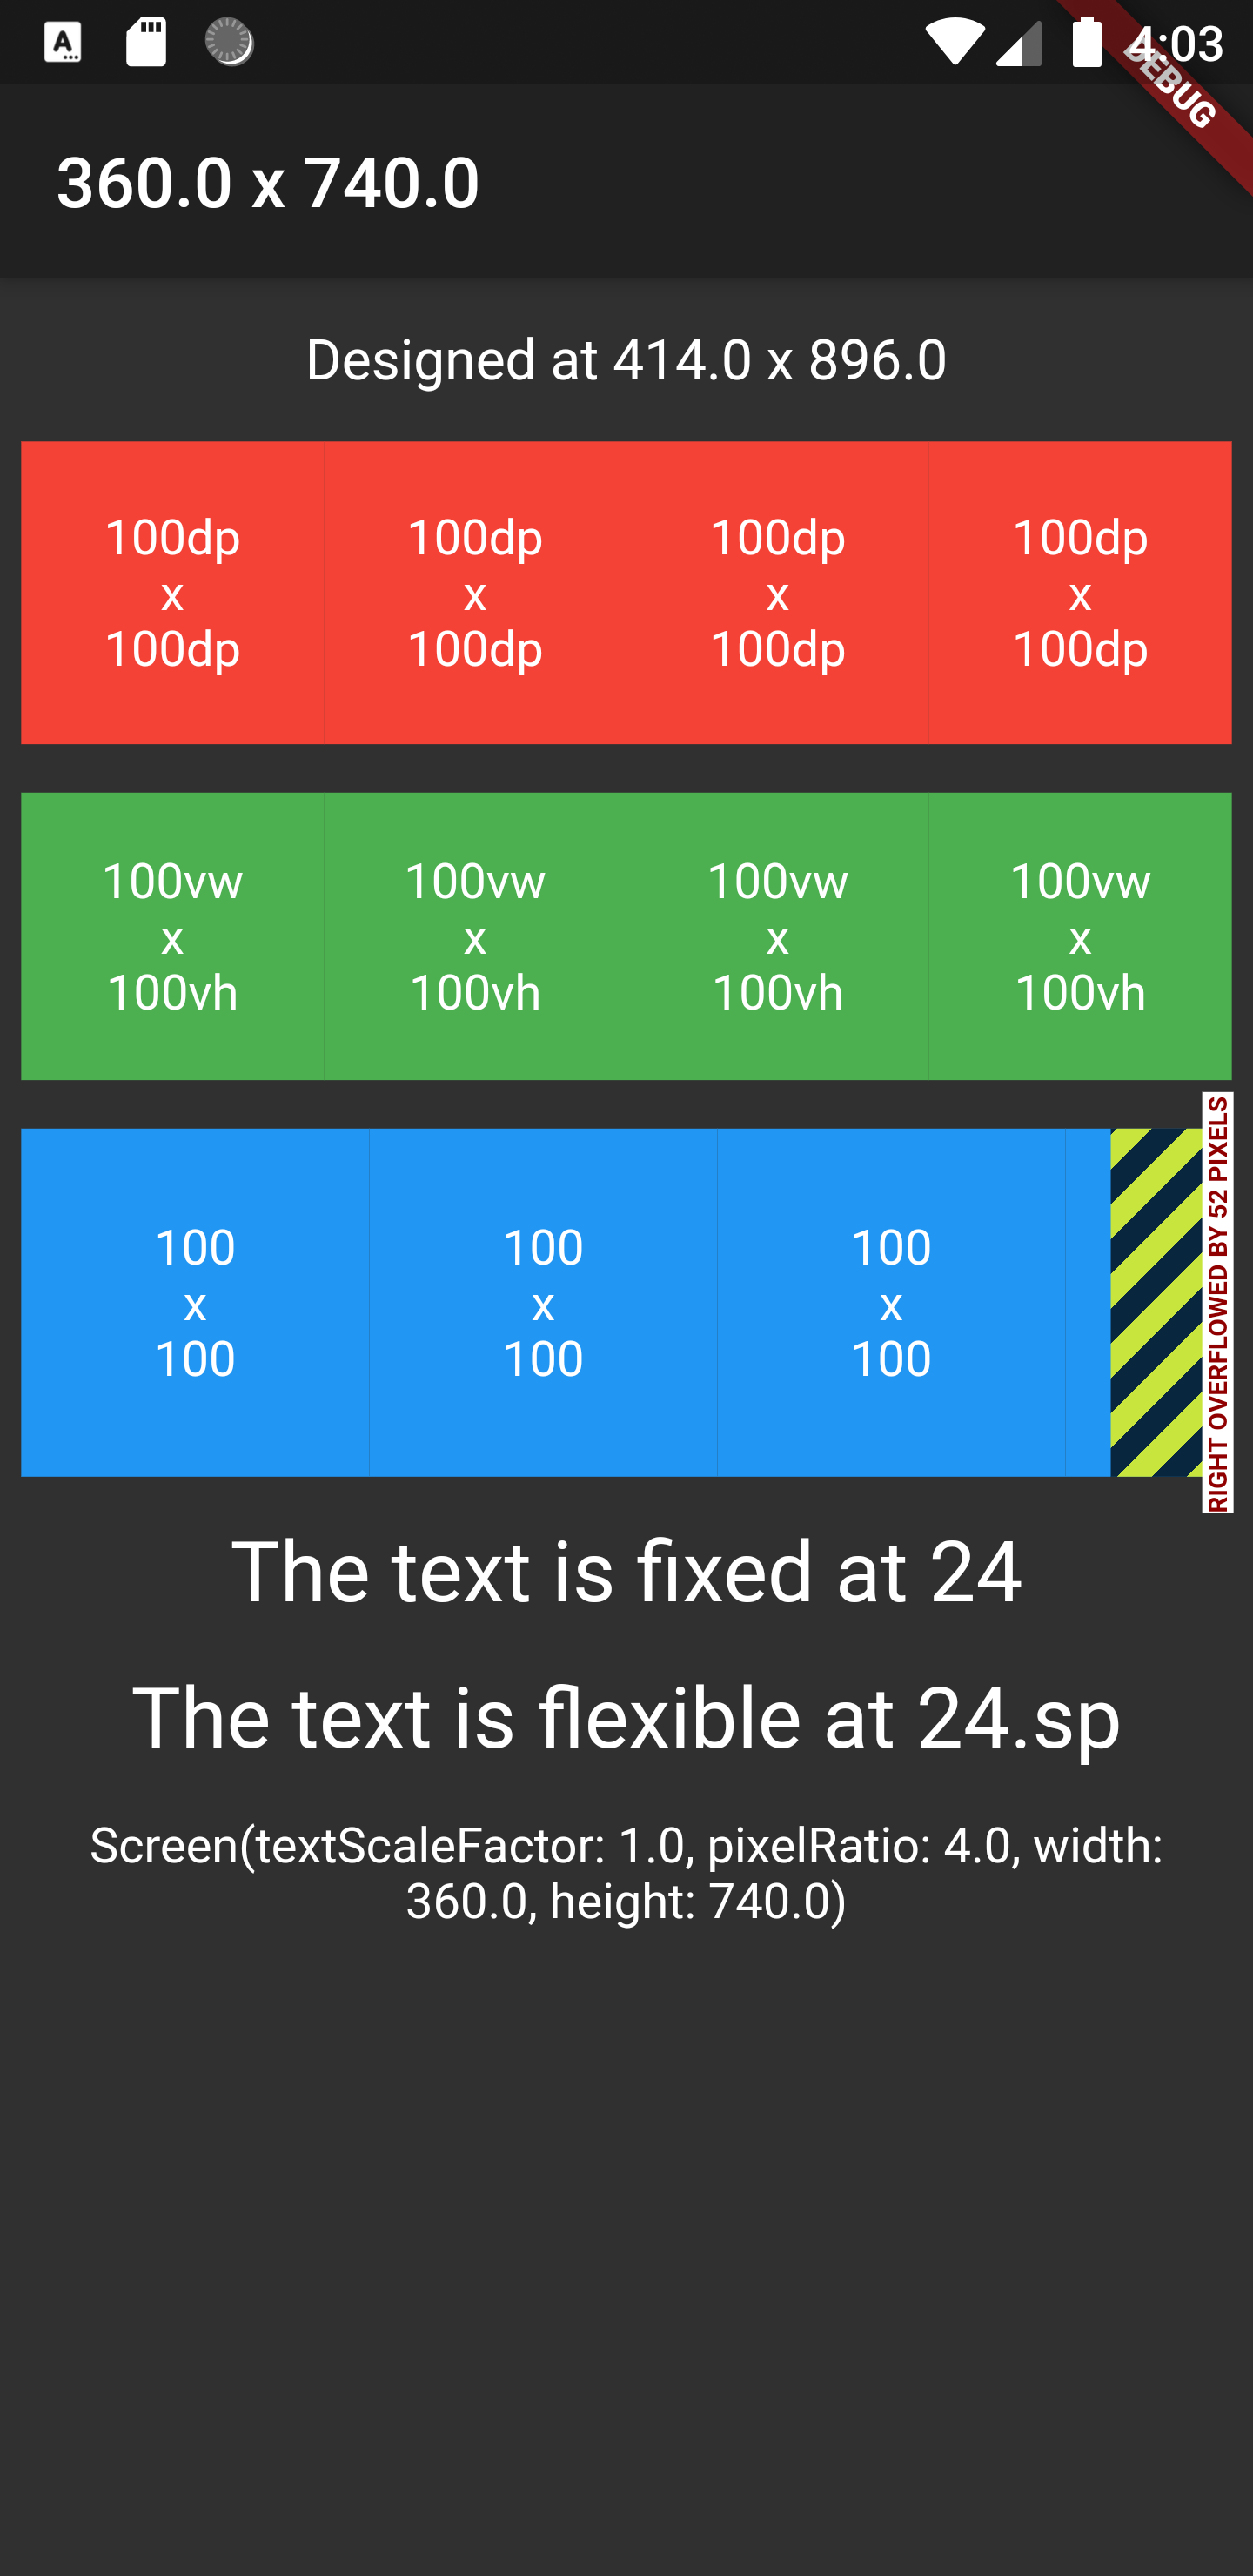 A
4:03
DEBUG
360.0 x 740.0
Designed at 414.0 x 896.0
100dp 100dp 100dp 100dp
x x x x
100dp 100dp 100dp 100dp
100vw 100vw 100vw 100vw
x x x x
100vh 100vh 100vh 100vh
100 100 100
x x x
100 100 100
RIGHT OVERFLOWED BY 52 PIXELS
The text is fixed at 24
The text is flexible at 24.sp
Screen(textScaleFactor: 1.0, pixelRatio: 4.0, width:
360.0, height: 740.0)